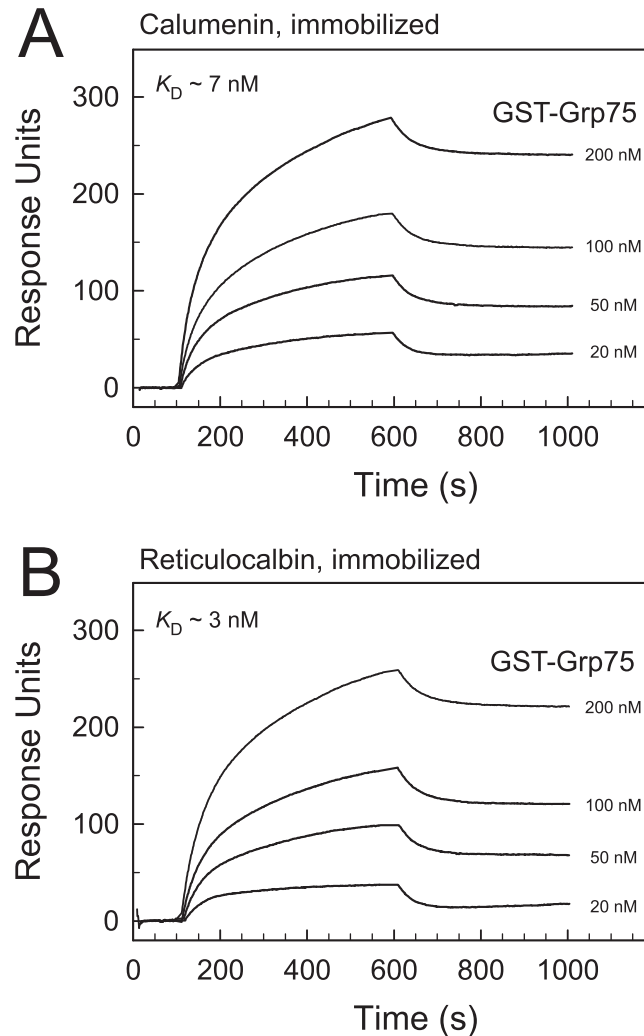 A
Calumenin, immobilized
K_D ~ 7 nM
GST-Grp75
300
200 nM
200
100 nM
100
50 nM
20 nM
0
Response Units
0 200 400 600 800 1000
Time (s)
B
Reticulocalbin, immobilized
K_D ~ 3 nM
GST-Grp75
300
200 nM
200
100 nM
100
50 nM
20 nM
0
Response Units
0 200 400 600 800 1000
Time (s)